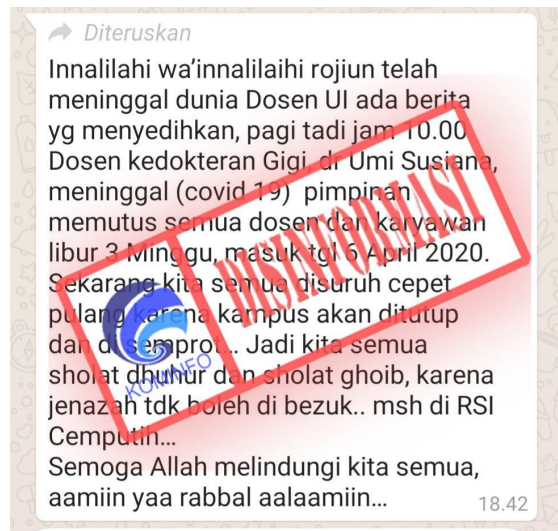 Diteruskan
Innalilahi wa'innalilaihi rojiun telah
meninggal dunia Dosen UI ada berita
yg menyedihkan, pagi tadi jam 10.00
Dosen kedokteran Gigi, dr Umi Susiana,
meninggal (covid 19) pimpinan
memutus semua dosen dan karyawan
libur 3 Minggu, masuk tgl 6 April 2020.
Sekarang kita semua disuruh cepet
pulang karena kampus akan ditutup
dan di semprot... Jadi kita semua
sholat dhuhur dan sholat ghoib, karena
jenazah tdk boleh di bezuk.. msh di RSI
Cemputih...
Semoga Allah melindungi kita semua,
aamiin yaa rabbal aalaamiin...
18.42
DISINFORMASI
KOMINFO